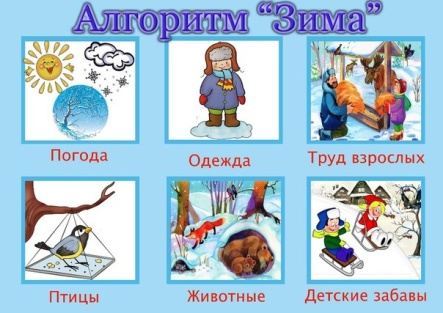 Алгоритм “Зима”
Погода
Одежда
Труд взрослых
Птицы
Животные
Детские забавы